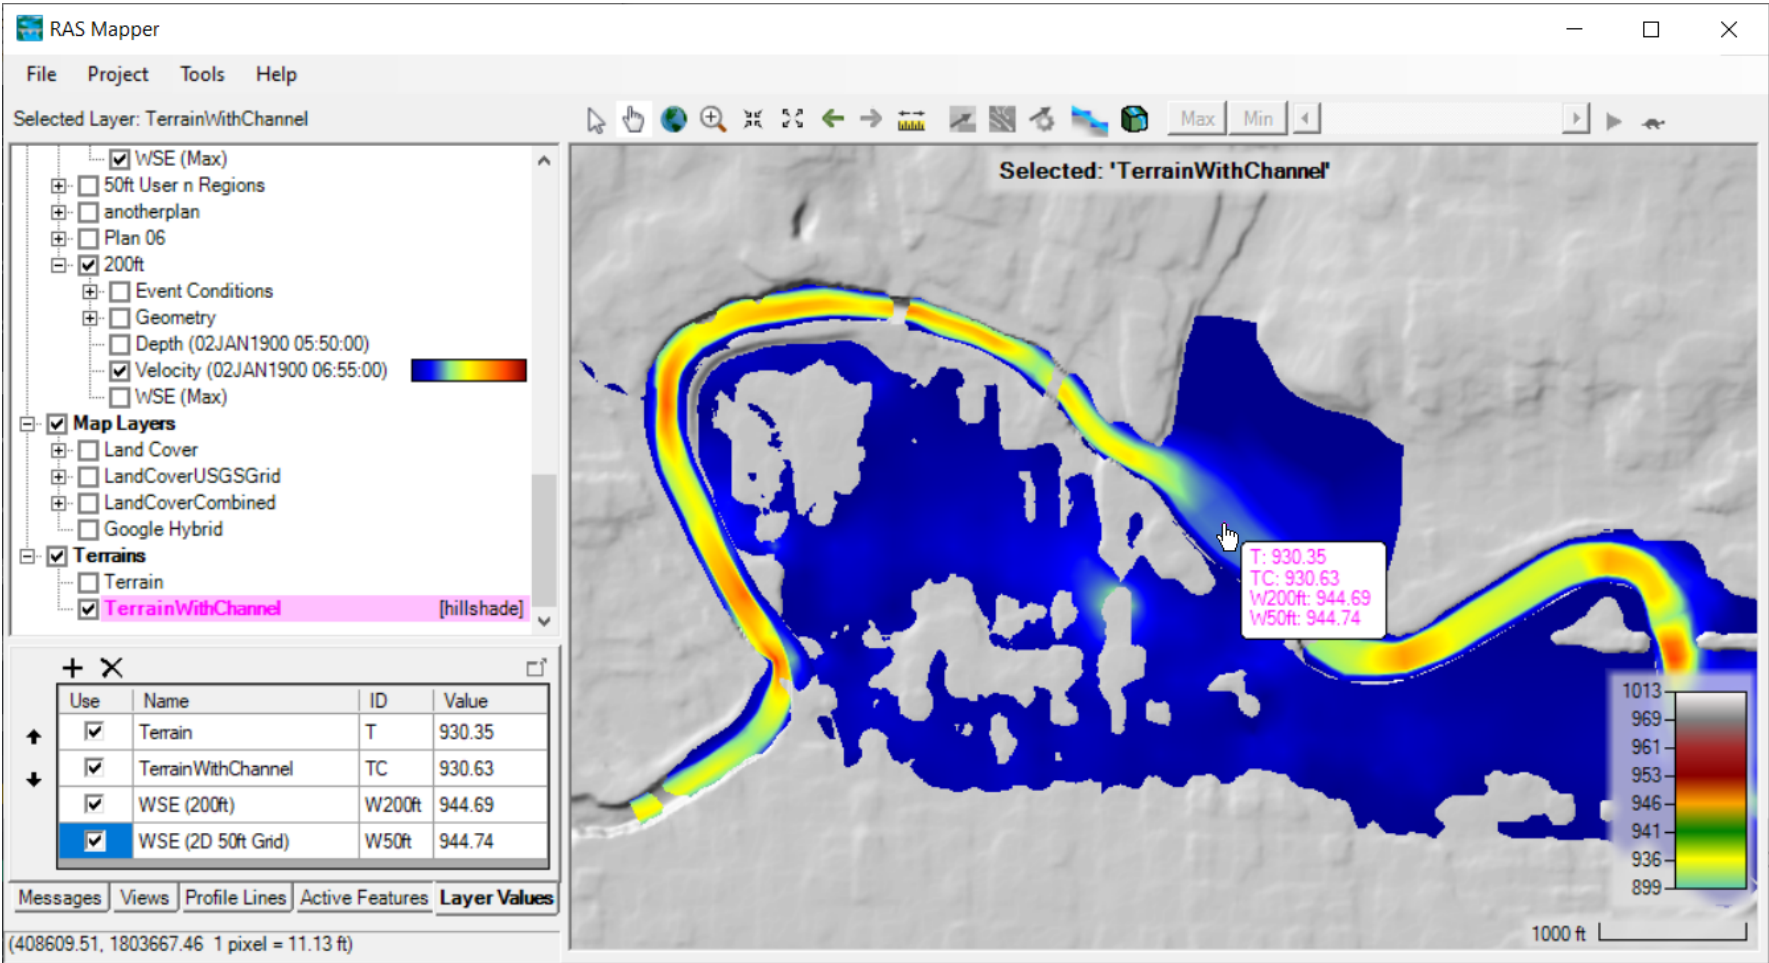 RAS Mapper
File Project Tools Help
Selected Layer: TerrainWithChannel
Max Min
WSE (Max)
50ft User n Regions
anotherplan
Plan 06
200ft
Event Conditions
Geometry
Depth (02JAN1900 05:50:00)
Velocity (02JAN1900 06:55:00)
WSE (Max)
Map Layers
Land Cover
LandCoverUSGSGrid
LandCoverCombined
Google Hybrid
Terrains
Terrain
TerrainWithChannel [hillshade]
Use Name ID Value
Terrain T 930.35
TerrainWithChannel TC 930.63
WSE (200ft) W200ft 944.69
WSE (2D 50ft Grid) W50ft 944.74
Messages Views Profile Lines Active Features Layer Values
(408609.51, 1803667.46 1 pixel = 11.13 ft)
Selected: 'TerrainWithChannel'
T: 930.35
TC: 930.63
W200ft: 944.69
W50ft: 944.74
1013
969
961
953
946
941
936
899
1000 ft